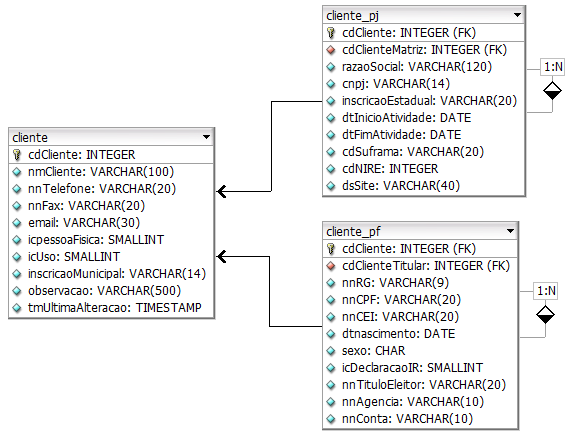 cliente_pj
cdCliente: INTEGER (FK)
cdClienteMatriz: INTEGER (FK)
razaoSocial: VARCHAR(120)
cnpj: VARCHAR(14)
inscricaoEstadual: VARCHAR(20)
dtInicioAtividade: DATE
dtFimAtividade: DATE
cdSuframa: VARCHAR(20)
cdNIRE: INTEGER
dsSite: VARCHAR(40)
1:N
cliente
cdCliente: INTEGER
nmCliente: VARCHAR(100)
nnTelefone: VARCHAR(20)
nnFax: VARCHAR(20)
email: VARCHAR(30)
icpessoaFisica: SMALLINT
icUso: SMALLINT
inscricaoMunicipal: VARCHAR(14)
observacao: VARCHAR(500)
tmUltimaAlteracao: TIMESTAMP
cliente_pf
cdCliente: INTEGER (FK)
cdClienteTitular: INTEGER (FK)
nnRG: VARCHAR(9)
nnCPF: VARCHAR(20)
nnCEI: VARCHAR(20)
dtnascimento: DATE
sexo: CHAR
icDeclaracaoIR: SMALLINT
nnTituloEleitor: VARCHAR(20)
nnAgencia: VARCHAR(10)
nnConta: VARCHAR(10)
1:N